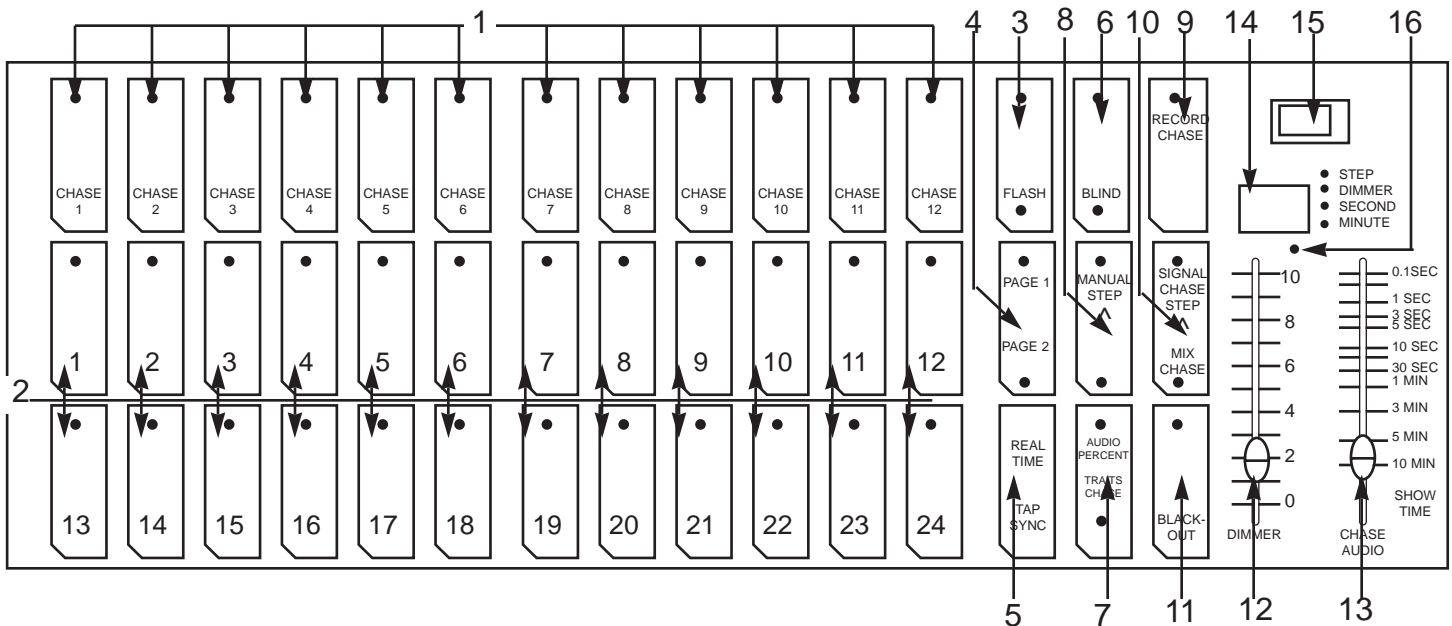 1 4 3 8 6 10 9 14 15 16
RECORD
CHASE
CHASE
1
CHASE
2
CHASE
3
CHASE
4
CHASE
5
CHASE
6
CHASE
7
CHASE
8
CHASE
9
CHASE
10
CHASE
11
CHASE
12
FLASH
BLIND
STEP
DIMMER
SECOND
MINUTE
2
1 2 3 4 5 6 7 8 9 10 11 12
PAGE 1
PAGE 2
MANUAL
STEP
^
SIGNAL
CHASE
STEP
^
MIX
CHASE
13 14 15 16 17 18 19 20 21 22 23 24
REAL
TIME
TAP
SYNC
AUDIO
PERCENT
TRAITS
CHASE
BLACK-
OUT
10
8
6
4
2
0
DIMMER
0.1SEC
1 SEC
3 SEC
5 SEC
10 SEC
30 SEC
1 MIN
3 MIN
5 MIN
10 MIN
SHOW
TIME
CHASE
AUDIO
5 7 11 12 13